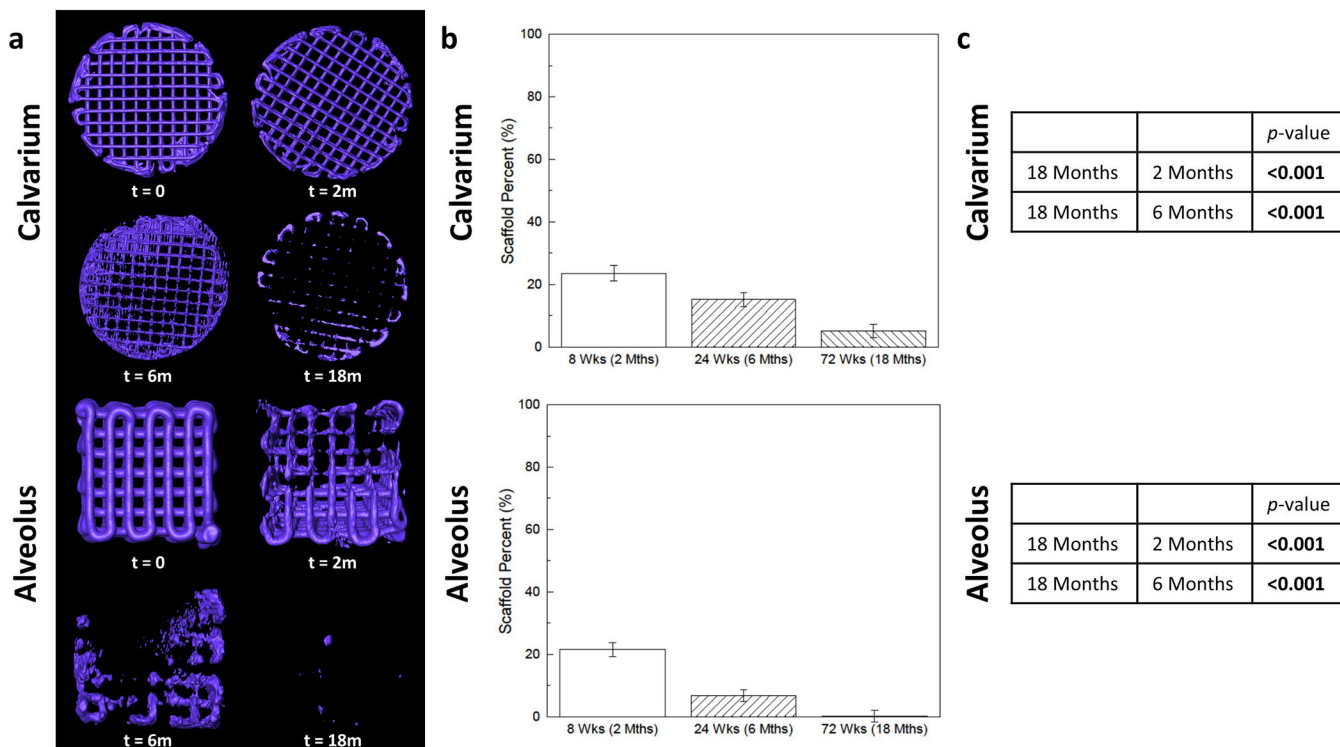 a
Calvarium
t = 0
t = 2m
t = 6m
t = 18m
Alveolus
t = 0
t = 2m
t = 6m
t = 18m
b
Calvarium
Scaffold Percent (%)
100
80
60
40
20
0
8 Wks (2 Mths)
24 Wks (6 Mths)
72 Wks (18 Mths)
Alveolus
Scaffold Percent (%)
100
80
60
40
20
0
8 Wks (2 Mths)
24 Wks (6 Mths)
72 Wks (18 Mths)
c
Calvarium
p-value
18 Months 2 Months <0.001
18 Months 6 Months <0.001
Alveolus
p-value
18 Months 2 Months <0.001
18 Months 6 Months <0.001